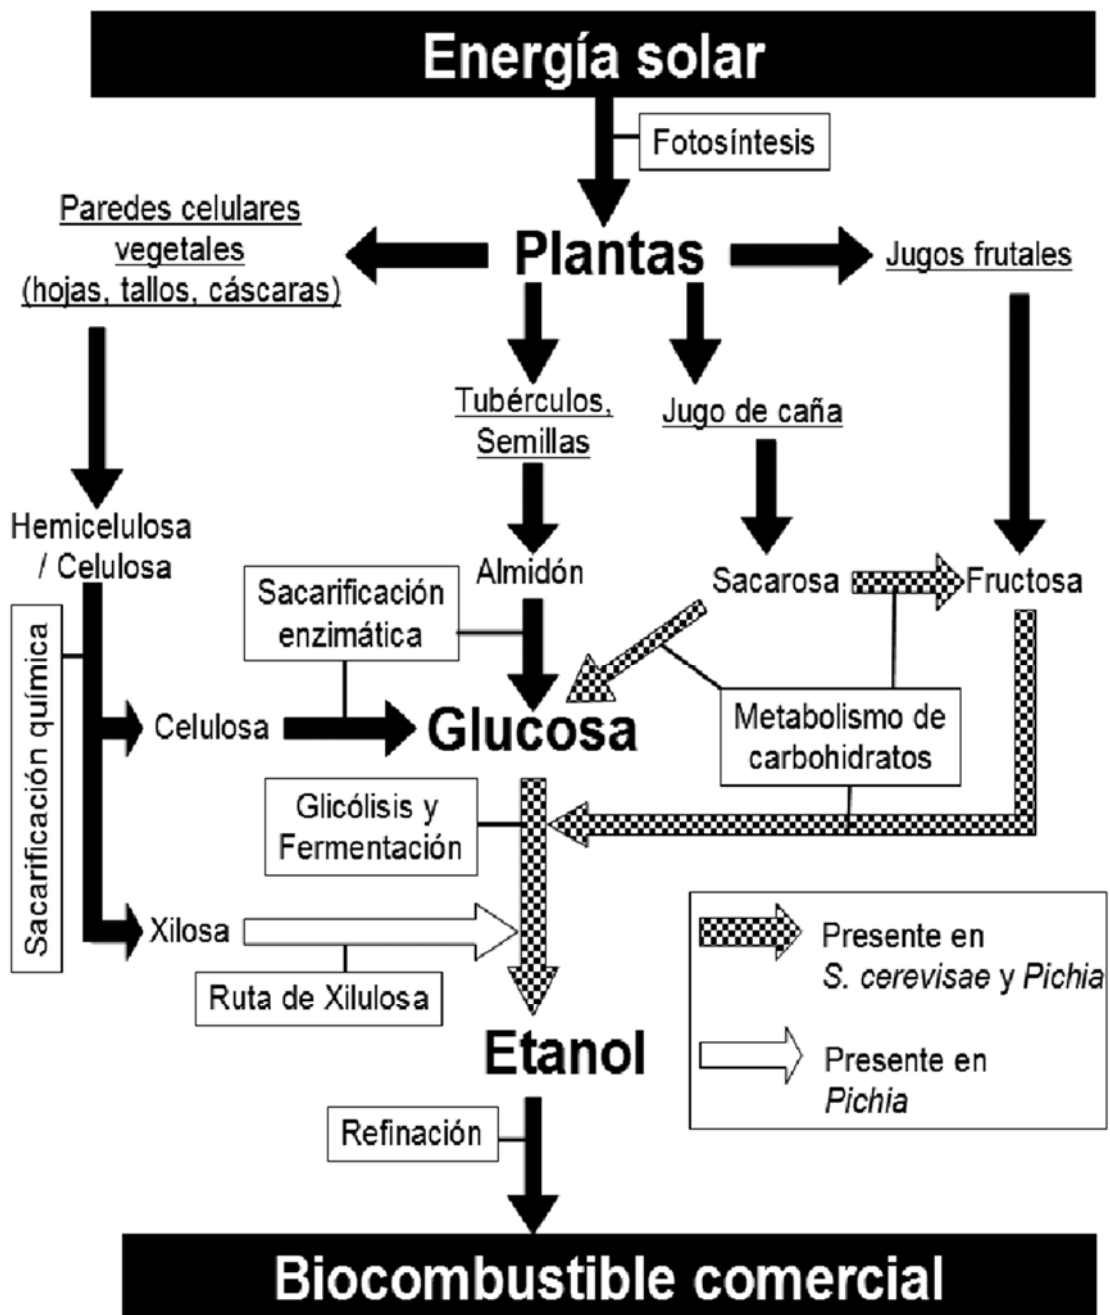 Energía solar
Fotosíntesis
Paredes celulares
vegetales
(hojas, tallos, cáscaras)
Plantas
Jugos frutales
Tubérculos,
Semillas
Jugo de caña
Hemicelulosa
/ Celulosa
Almidón
Sacarosa
Fructosa
Sacarificación
enzimática
Sacarificación química
Celulosa
Glucosa
Metabolismo de
carbohidratos
Glicólisis y
Fermentación
Xilosa
Ruta de Xilulosa
Presente en
S. cerevisae y Pichia
Presente en
Pichia
Etanol
Refinación
Biocombustible comercial